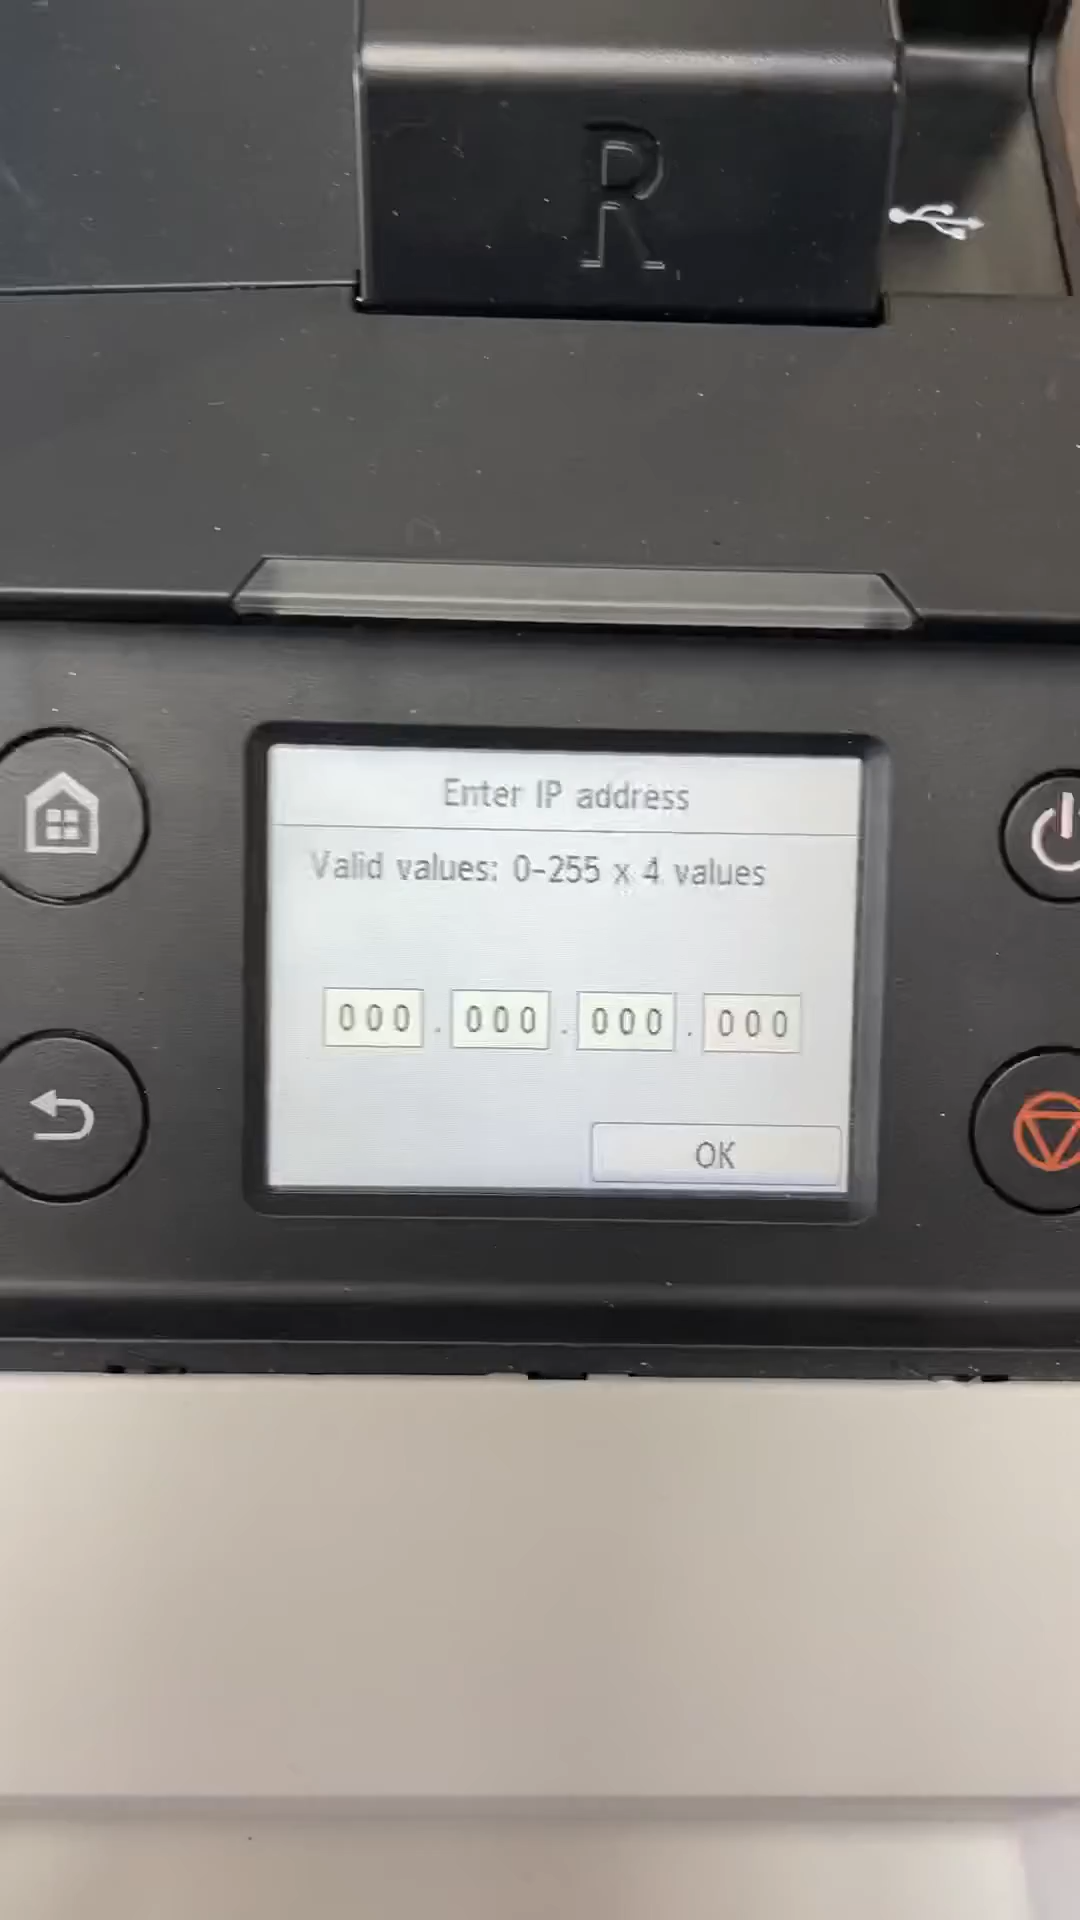 R
Enter IP address
Valid values: 0-255 x 4 values
000 . 000 . 000 . 000
OK